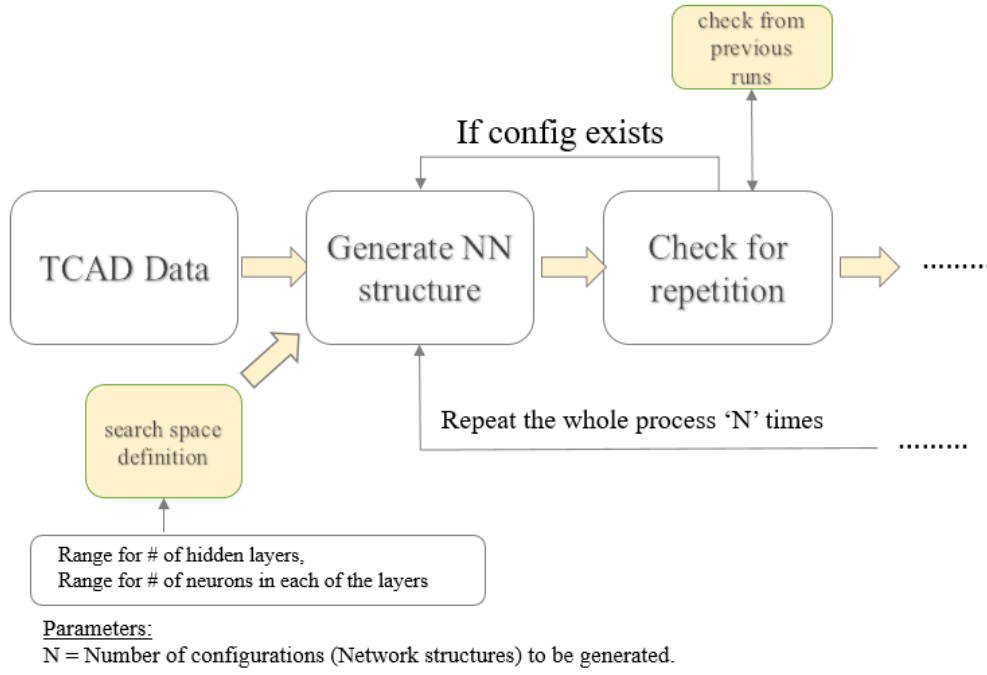 check from
previous
runs
If config exists
TCAD Data
Generate NN
structure
Check for
repetition
.........
search space
definition
Repeat the whole process ‘N’ times
.........
Range for # of hidden layers,
Range for # of neurons in each of the layers
Parameters:
N = Number of configurations (Network structures) to be generated.